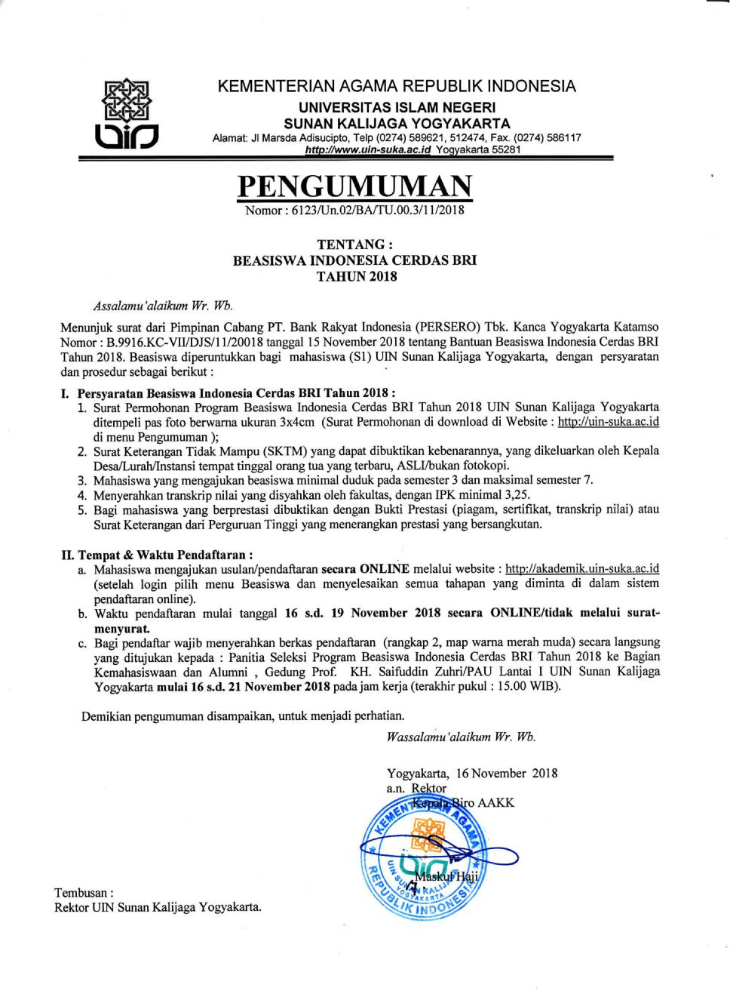 KEMENTERIAN AGAMA REPUBLIK INDONESIA
UNIVERSITAS ISLAM NEGERI
SUNAN KALIJAGA YOGYAKARTA
Alamat: Jl Marsda Adisucipto, Telp (0274) 589621, 512474, Fax. (0274) 586117
http://www.uin-suka.ac.id Yogyakarta 55281
PENGUMUMAN
Nomor : 6123/Un.02/BA/TU.00.3/11/2018
TENTANG :
BEASISWA INDONESIA CERDAS BRI
TAHUN 2018
Assalamu'alaikum Wr. Wb.
Menunjuk surat dari Pimpinan Cabang PT. Bank Rakyat Indonesia (PERSERO) Tbk. Kanca Yogyakarta Katamso
Nomor : B.9916.KC-VII/DJS/11/20018 tanggal 15 November 2018 tentang Bantuan Beasiswa Indonesia Cerdas BRI
Tahun 2018. Beasiswa diperuntukkan bagi mahasiswa (S1) UIN Sunan Kalijaga Yogyakarta, dengan persyaratan
dan prosedur sebagai berikut :
I. Persyaratan Beasiswa Indonesia Cerdas BRI Tahun 2018 :
1. Surat Permohonan Program Beasiswa Indonesia Cerdas BRI Tahun 2018 UIN Sunan Kalijaga Yogyakarta
ditempeli pas foto berwarna ukuran 3x4cm (Surat Permohonan di download di Website : http://uin-suka.ac.id
di menu Pengumuman );
2. Surat Keterangan Tidak Mampu (SKTM) yang dapat dibuktikan kebenarannya, yang dikeluarkan oleh Kepala
Desa/Lurah/Instansi tempat tinggal orang tua yang terbaru, ASLI/bukan fotokopi.
3. Mahasiswa yang mengajukan beasiswa minimal duduk pada semester 3 dan maksimal semester 7.
4. Menyerahkan transkrip nilai yang disyahkan oleh fakultas, dengan IPK minimal 3,25.
5. Bagi mahasiswa yang berprestasi dibuktikan dengan Bukti Prestasi (piagam, sertifikat, transkrip nilai) atau
Surat Keterangan dari Perguruan Tinggi yang menerangkan prestasi yang bersangkutan.
II. Tempat & Waktu Pendaftaran :
a. Mahasiswa mengajukan usulan/pendaftaran secara ONLINE melalui website : http://akademik.uin-suka.ac.id
(setelah login pilih menu Beasiswa dan menyelesaikan semua tahapan yang diminta di dalam sistem
pendaftaran online).
b. Waktu pendaftaran mulai tanggal 16 s.d. 19 November 2018 secara ONLINE/tidak melalui surat-
menyurat.
c. Bagi pendaftar wajib menyerahkan berkas pendaftaran (rangkap 2, map warna merah muda) secara langsung
yang ditujukan kepada : Panitia Seleksi Program Beasiswa Indonesia Cerdas BRI Tahun 2018 ke Bagian
Kemahasiswaan dan Alumni , Gedung Prof. KH. Saifuddin Zuhri/PAU Lantai I UIN Sunan Kalijaga
Yogyakarta mulai 16 s.d. 21 November 2018 pada jam kerja (terakhir pukul : 15.00 WIB).
Demikian pengumuman disampaikan, untuk menjadi perhatian.
Wassalamu'alaikum Wr. Wb.
Yogyakarta, 16 November 2018
a.n. Rektor
Kepala Biro AAKK
KEMENTERIAN AGAMA
UIN SUNAN KALIJAGA
YOGYAKARTA
REPUBLIK INDONESIA
Maskul Haji
Tembusan :
Rektor UIN Sunan Kalijaga Yogyakarta.